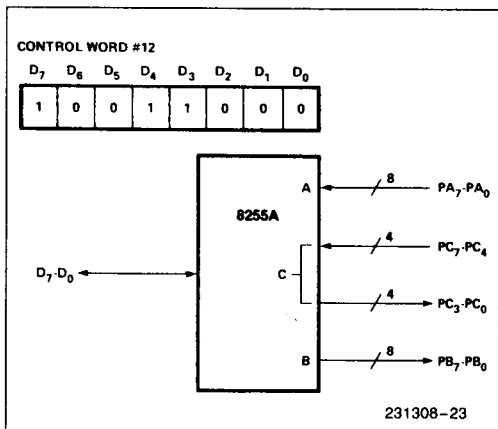 CONTROL WORD #12
D7 D6 D5 D4 D3 D2 D1 D0
1 0 0 1 1 0 0 0
A 8 PA7-PA0
8255A
4 PC7-PC4
D7-D0 C
4 PC3-PC0
B 8 PB7-PB0
231308-23